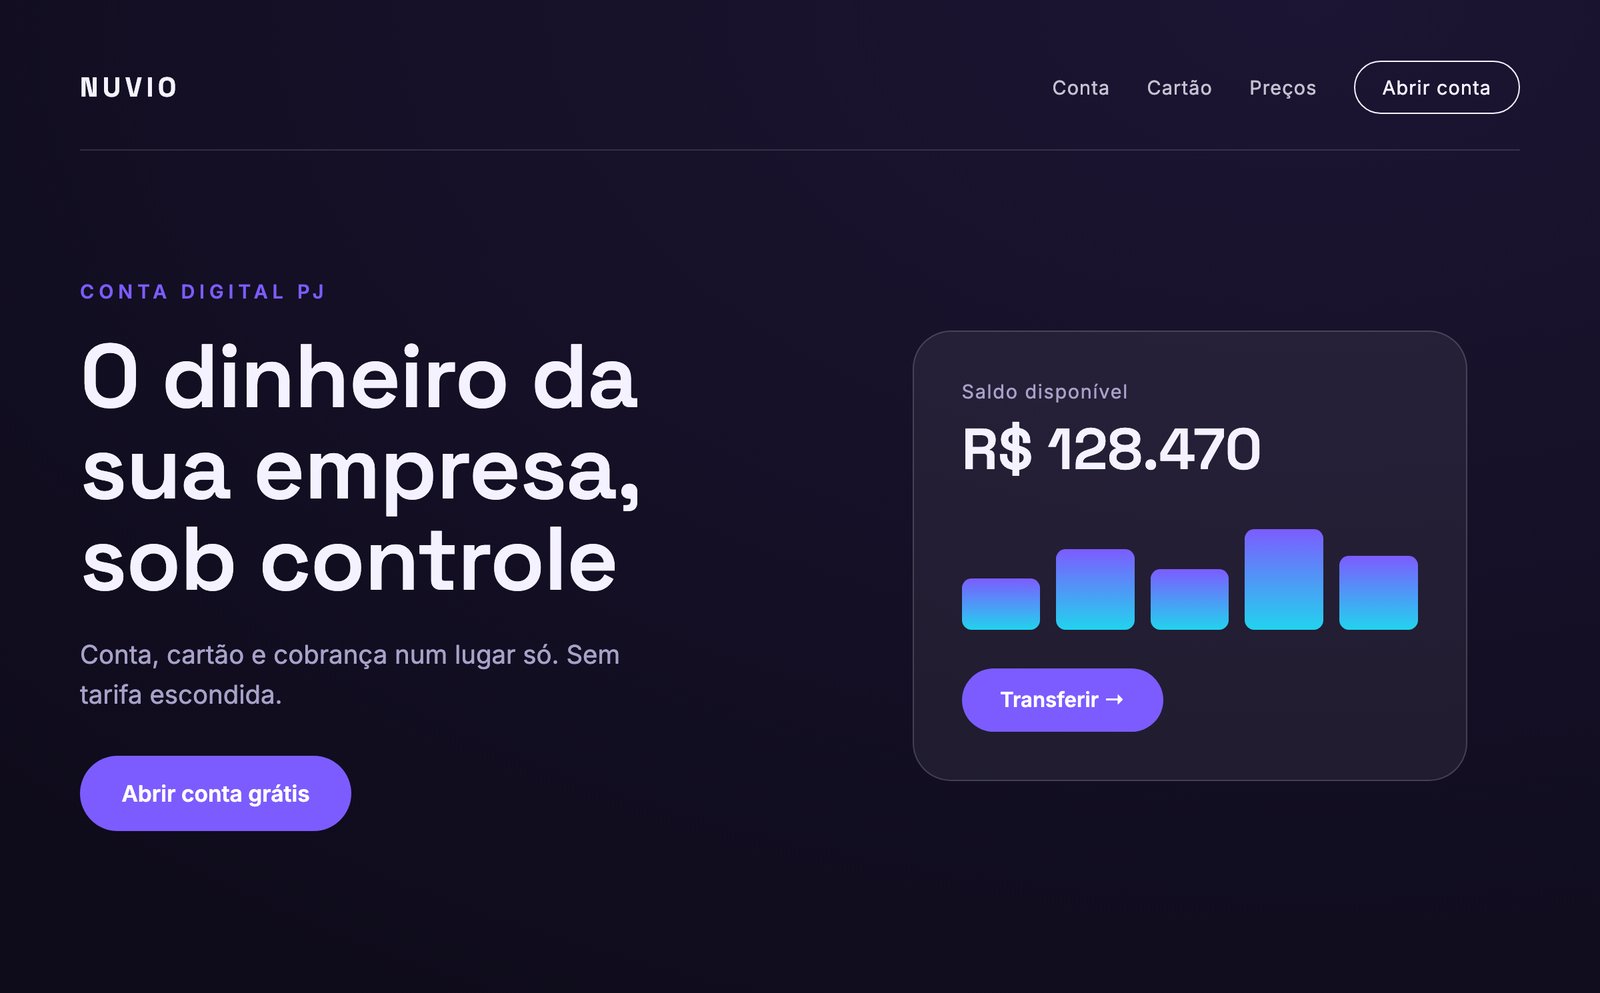 NUVIO
Conta
Cartão
Preços
Abrir conta
CONTA DIGITAL PJ
O dinheiro da
sua empresa,
sob controle
Conta, cartão e cobrança num lugar só. Sem
tarifa escondida.
Abrir conta grátis
Saldo disponível
R$ 128.470
Transferir →